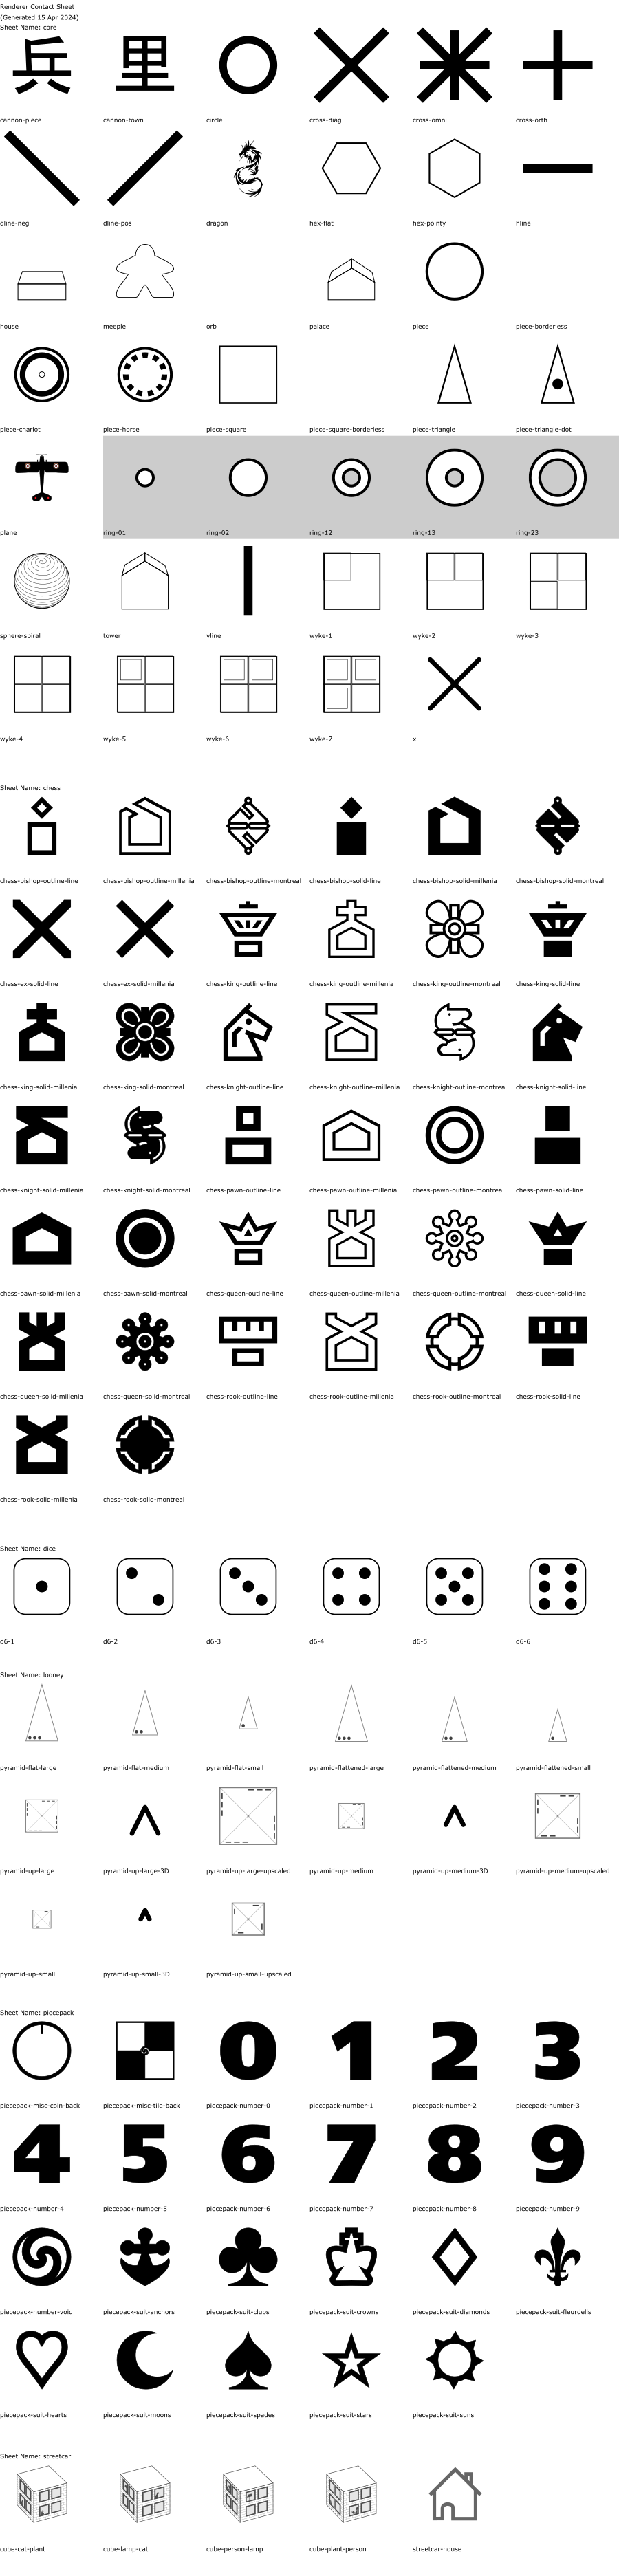 Renderer Contact Sheet
(Generated 15 Apr 2024)
Sheet Name: core
兵 里
cannon-piece cannon-town circle cross-diag cross-omni cross-orth
dline-neg dline-pos dragon hex-flat hex-pointy hline
house meeple orb palace piece piece-borderless
piece-chariot piece-horse piece-square piece-square-borderless piece-triangle piece-triangle-dot
plane ring-01 ring-02 ring-12 ring-13 ring-23
sphere-spiral tower vline wyke-1 wyke-2 wyke-3
wyke-4 wyke-5 wyke-6 wyke-7 x
Sheet Name: chess
chess-bishop-outline-line chess-bishop-outline-millenia chess-bishop-outline-montreal chess-bishop-solid-line chess-bishop-solid-millenia chess-bishop-solid-montreal
chess-ex-solid-line chess-ex-solid-millenia chess-king-outline-line chess-king-outline-millenia chess-king-outline-montreal chess-king-solid-line
chess-king-solid-millenia chess-king-solid-montreal chess-knight-outline-line chess-knight-outline-millenia chess-knight-outline-montreal chess-knight-solid-line
chess-knight-solid-millenia chess-knight-solid-montreal chess-pawn-outline-line chess-pawn-outline-millenia chess-pawn-outline-montreal chess-pawn-solid-line
chess-pawn-solid-millenia chess-pawn-solid-montreal chess-queen-outline-line chess-queen-outline-millenia chess-queen-outline-montreal chess-queen-solid-line
chess-queen-solid-millenia chess-queen-solid-montreal chess-rook-outline-line chess-rook-outline-millenia chess-rook-outline-montreal chess-rook-solid-line
chess-rook-solid-millenia chess-rook-solid-montreal
Sheet Name: dice
d6-1 d6-2 d6-3 d6-4 d6-5 d6-6
Sheet Name: looney
pyramid-flat-large pyramid-flat-medium pyramid-flat-small pyramid-flattened-large pyramid-flattened-medium pyramid-flattened-small
pyramid-up-large pyramid-up-large-3D pyramid-up-large-upscaled pyramid-up-medium pyramid-up-medium-3D pyramid-up-medium-upscaled
pyramid-up-small pyramid-up-small-3D pyramid-up-small-upscaled
Sheet Name: piecepack
0 1 2 3
piecepack-misc-coin-back piecepack-misc-tile-back piecepack-number-0 piecepack-number-1 piecepack-number-2 piecepack-number-3
4 5 6 7 8 9
piecepack-number-4 piecepack-number-5 piecepack-number-6 piecepack-number-7 piecepack-number-8 piecepack-number-9
piecepack-number-void piecepack-suit-anchors piecepack-suit-clubs piecepack-suit-crowns piecepack-suit-diamonds piecepack-suit-fleurdelis
piecepack-suit-hearts piecepack-suit-moons piecepack-suit-spades piecepack-suit-stars piecepack-suit-suns
Sheet Name: streetcar
cube-cat-plant cube-lamp-cat cube-person-lamp cube-plant-person streetcar-house